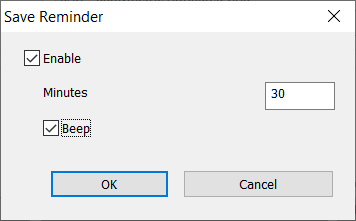 Save Reminder
Enable
Minutes 30
Beep
OK Cancel